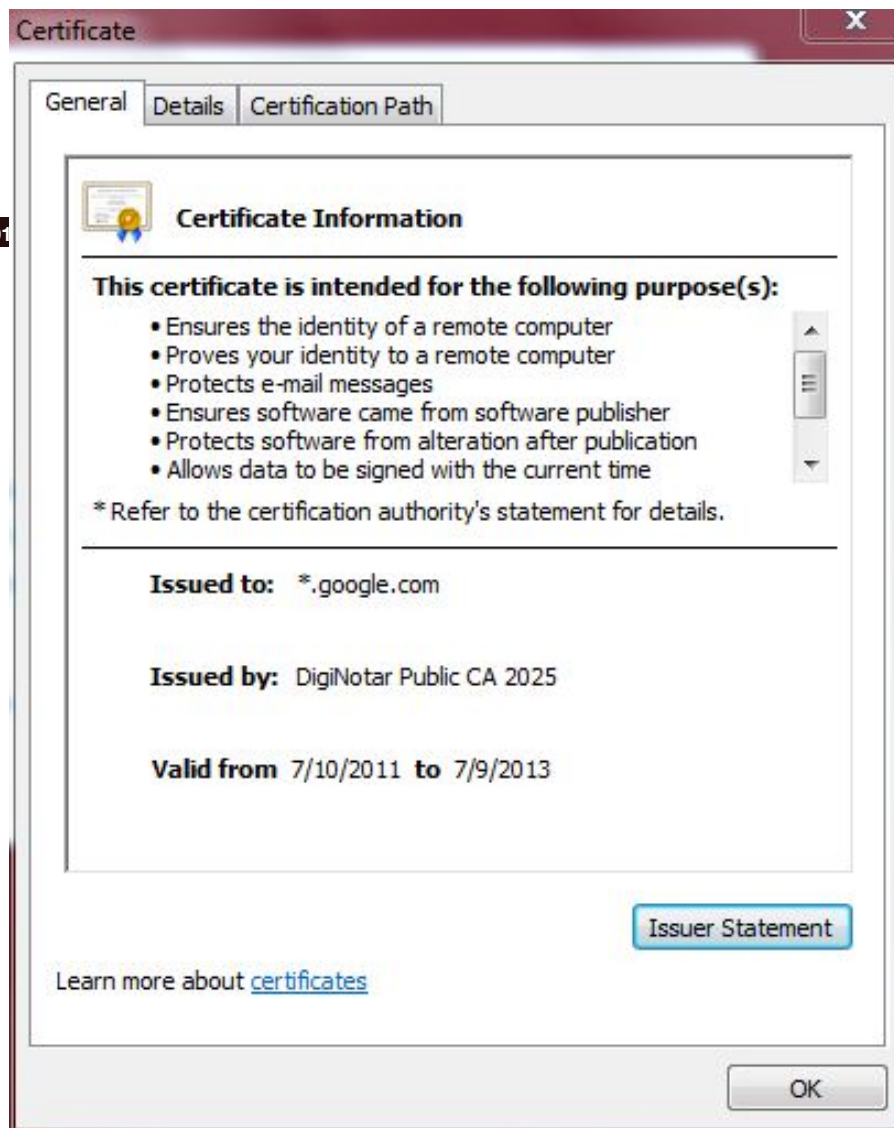 Certificate
X
General Details Certification Path
Certificate Information
This certificate is intended for the following purpose(s):
• Ensures the identity of a remote computer
• Proves your identity to a remote computer
• Protects e-mail messages
• Ensures software came from software publisher
• Protects software from alteration after publication
• Allows data to be signed with the current time
* Refer to the certification authority's statement for details.
Issued to: *.google.com
Issued by: DigiNotar Public CA 2025
Valid from 7/10/2011 to 7/9/2013
Issuer Statement
Learn more about certificates
OK